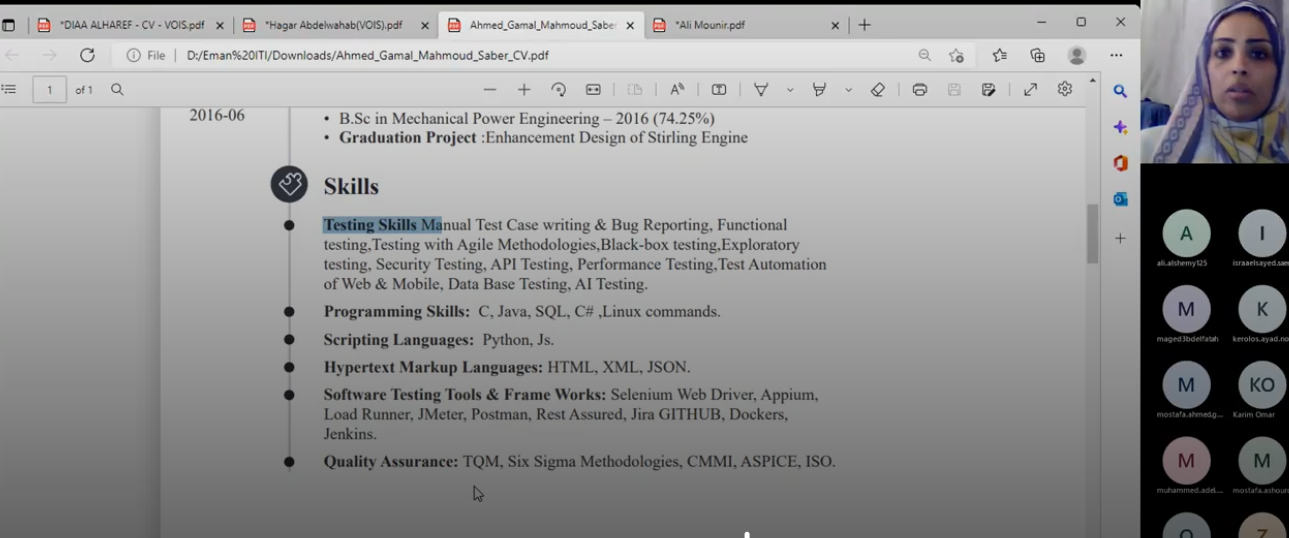 *DIAA ALHAREF - CV - VOIS.pdf
*Hagar Abdelwahab(VOIS).pdf
Ahmed_Gamal_Mahmoud_Saber
*Ali Mounir.pdf
File D:/Eman%20ITI/Downloads/Ahmed_Gamal_Mahmoud_Saber_CV.pdf
1 of 1
2016-06
• B.Sc in Mechanical Power Engineering – 2016 (74.25%)
• Graduation Project :Enhancement Design of Stirling Engine
Skills
Testing Skills Manual Test Case writing & Bug Reporting, Functional
testing,Testing with Agile Methodologies,Black-box testing,Exploratory
testing, Security Testing, API Testing, Performance Testing,Test Automation
of Web & Mobile, Data Base Testing, AI Testing.
Programming Skills: C, Java, SQL, C# ,Linux commands.
Scripting Languages: Python, Js.
Hypertext Markup Languages: HTML, XML, JSON.
Software Testing Tools & Frame Works: Selenium Web Driver, Appium,
Load Runner, JMeter, Postman, Rest Assured, Jira GITHUB, Dockers,
Jenkins.
Quality Assurance: TQM, Six Sigma Methodologies, CMMI, ASPICE, ISO.
A I
ali.alshemy125 israaelsayed.sae
M K
maged3bdelfatah kerolos.ayad.no
M KO
mostafa.ahmed.g... Karim Omar
M M
muhammed.adel.... mostafa.ashour
Z